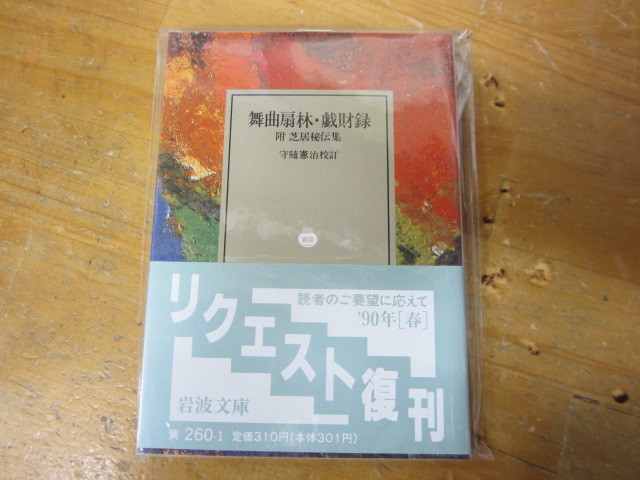 舞曲扇林・戯財録
附 芝居秘伝集
守随憲治校訂
読者のご要望に応えて
'90年[春]
リクエスト復刊
岩波文庫
黄 260-1 定価310円(本体301円)